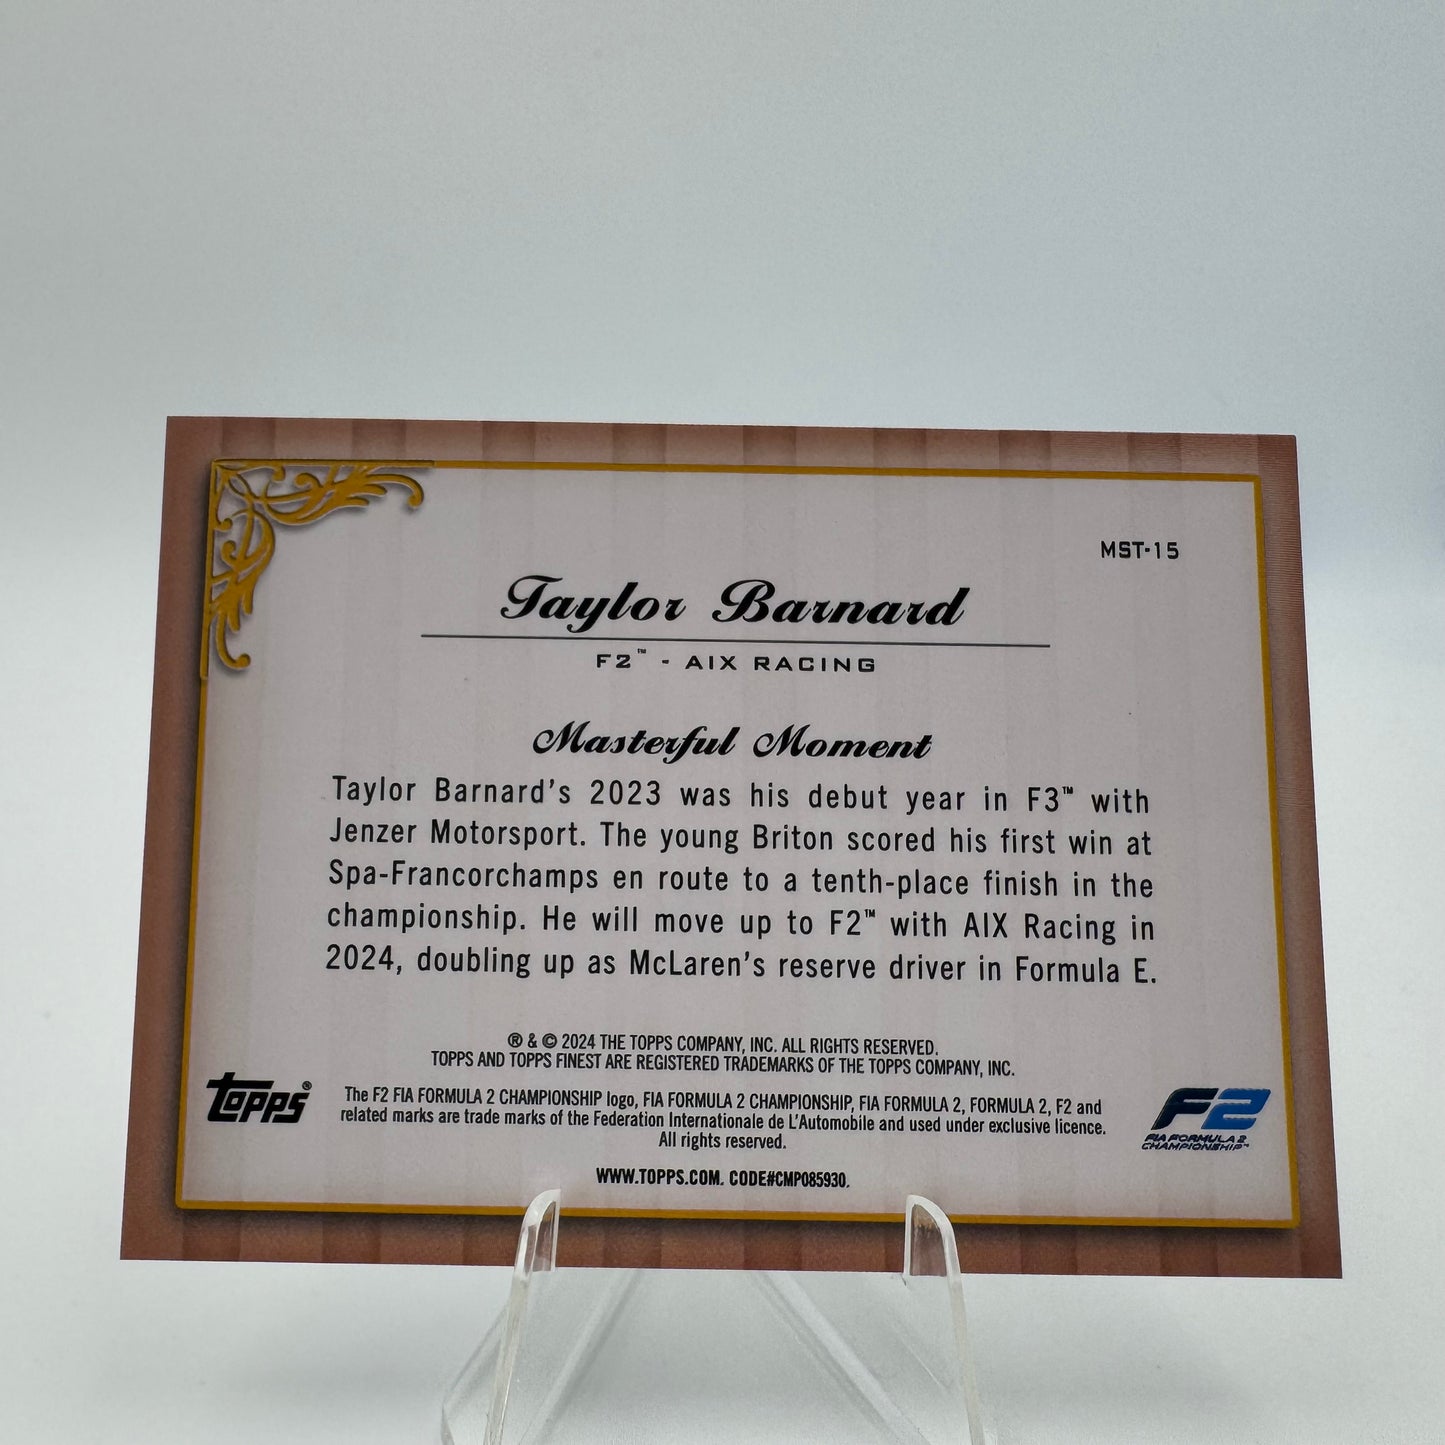 MST-15
Taylor Barnard
F2™ - AIX RACING
Masterful Moment
Taylor Barnard's 2023 was his debut year in F3™ with
Jenzer Motorsport. The young Briton scored his first win at
Spa-Francorchamps en route to a tenth-place finish in the
championship. He will move up to F2™ with AIX Racing in
2024, doubling up as McLaren's reserve driver in Formula E.
® & © 2024 THE TOPPS COMPANY, INC. ALL RIGHTS RESERVED.
TOPPS AND TOPPS FINEST ARE REGISTERED TRADEMARKS OF THE TOPPS COMPANY, INC.
TOPPS®
The F2 FIA FORMULA 2 CHAMPIONSHIP logo, FIA FORMULA 2 CHAMPIONSHIP, FIA FORMULA 2, FORMULA 2, F2 and
related marks are trade marks of the Federation Internationale de L'Automobile and used under exclusive licence.
All rights reserved.
F2
FIA FORMULA 2
CHAMPIONSHIP™
WWW.TOPPS.COM. CODE#CMP085930.